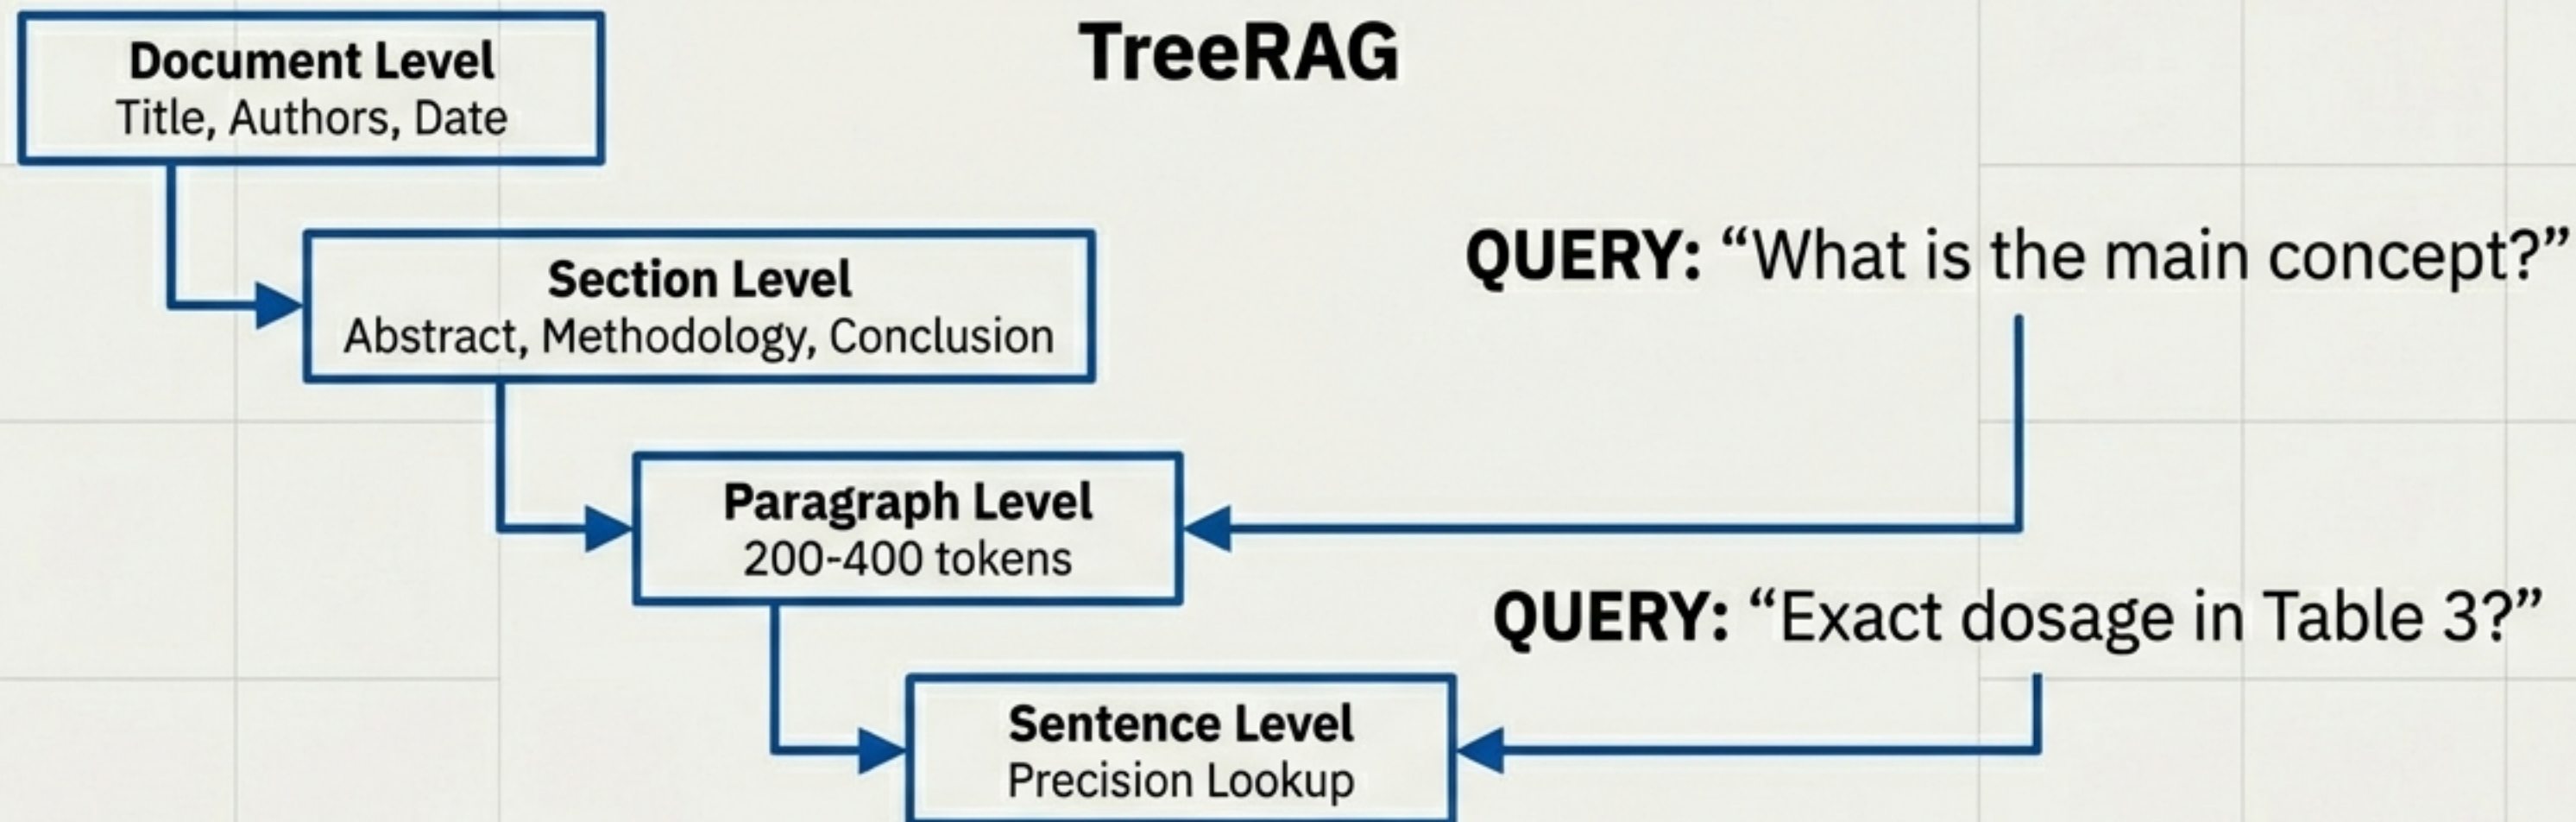 TreeRAG
Document Level
Title, Authors, Date
Section Level
Abstract, Methodology, Conclusion
Paragraph Level
200-400 tokens
Sentence Level
Precision Lookup
QUERY: “What is the main concept?”
QUERY: “Exact dosage in Table 3?”